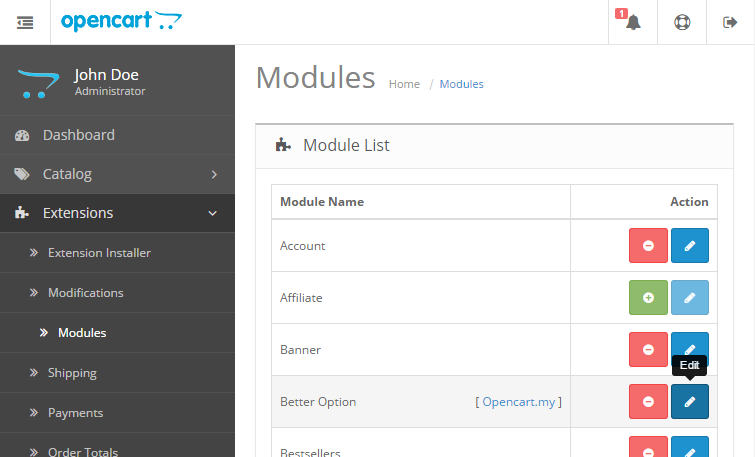 opencart
1
John Doe
Administrator
Dashboard
Catalog
Extensions
Extension Installer
Modifications
Modules
Shipping
Payments
Order Totals
Modules
Home / Modules
Module List
Module Name Action
Account
Affiliate
Banner
Edit
Better Option [ Opencart.my ]
Bestsellers